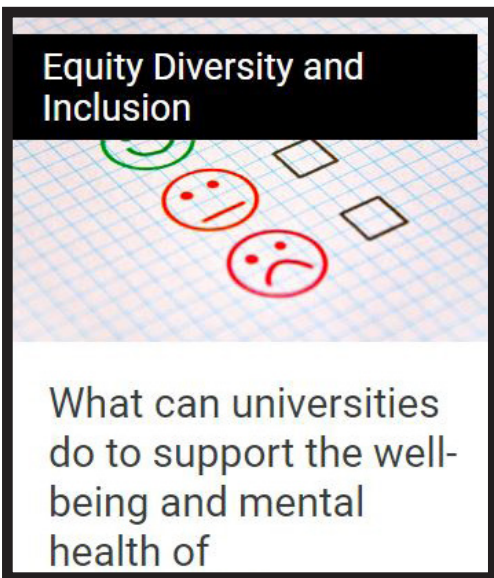 Equity Diversity and
Inclusion
What can universities
do to support the well-
being and mental
health of